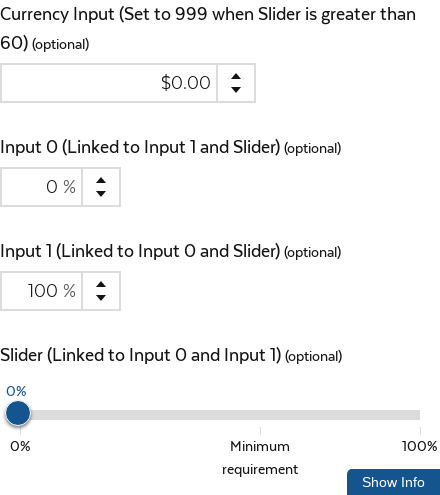 Currency Input (Set to 999 when Slider is greater than
60) (optional)
$0.00
Input 0 (Linked to Input 1 and Slider) (optional)
0 %
Input 1 (Linked to Input 0 and Slider) (optional)
100 %
Slider (Linked to Input 0 and Input 1) (optional)
0%
0% Minimum 100%
requirement
Show Info